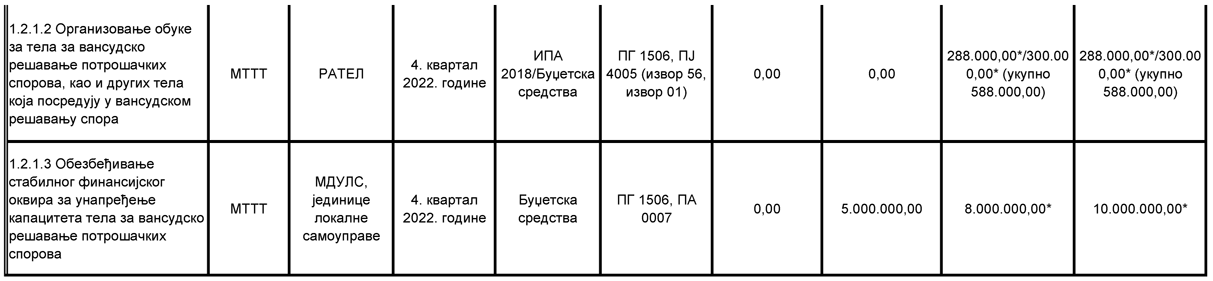 1.2.1.2 Организовање обуке
за тела за вансудско
решавање потрошачких
спорова, као и других тела
која посредују у вансудском
решавању спора
МТТТ
РАТЕЛ
4. квартал
2022. године
ИПА
2018/Буџетска
средства
ПГ 1506, ПЈ
4005 (извор 56,
извор 01)
0,00
0,00
288.000,00*/300.00
0,00* (укупно
588.000,00)
288.000,00*/300.00
0,00* (укупно
588.000,00)
1.2.1.3 Обезбеђивање
стабилног финансијског
оквира за унапређење
капацитета тела за вансудско
решавање потрошачких
спорова
МТТТ
МДУЛС,
јединице
локалне
самоуправе
4. квартал
2022. године
Буџетска
средства
ПГ 1506, ПА
0007
0,00
5.000.000,00
8.000.000,00*
10.000.000,00*